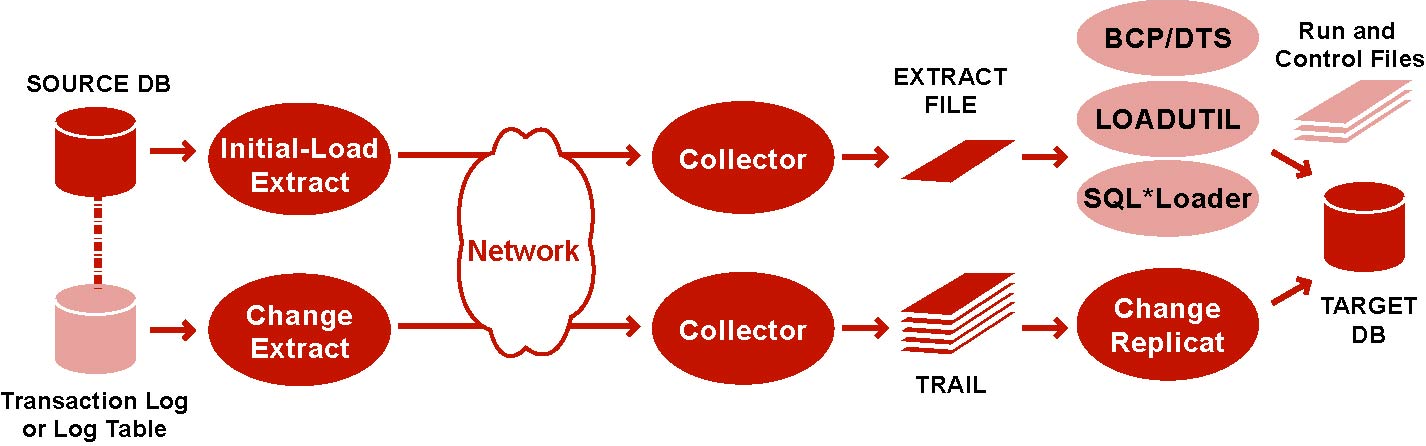 SOURCE DB
Initial-Load
Extract
Network
Collector
EXTRACT
FILE
BCP/DTS
LOADUTIL
SQL*Loader
Run and
Control Files
Transaction Log
or Log Table
Change
Extract
Collector
TRAIL
Change
Replicat
TARGET
DB